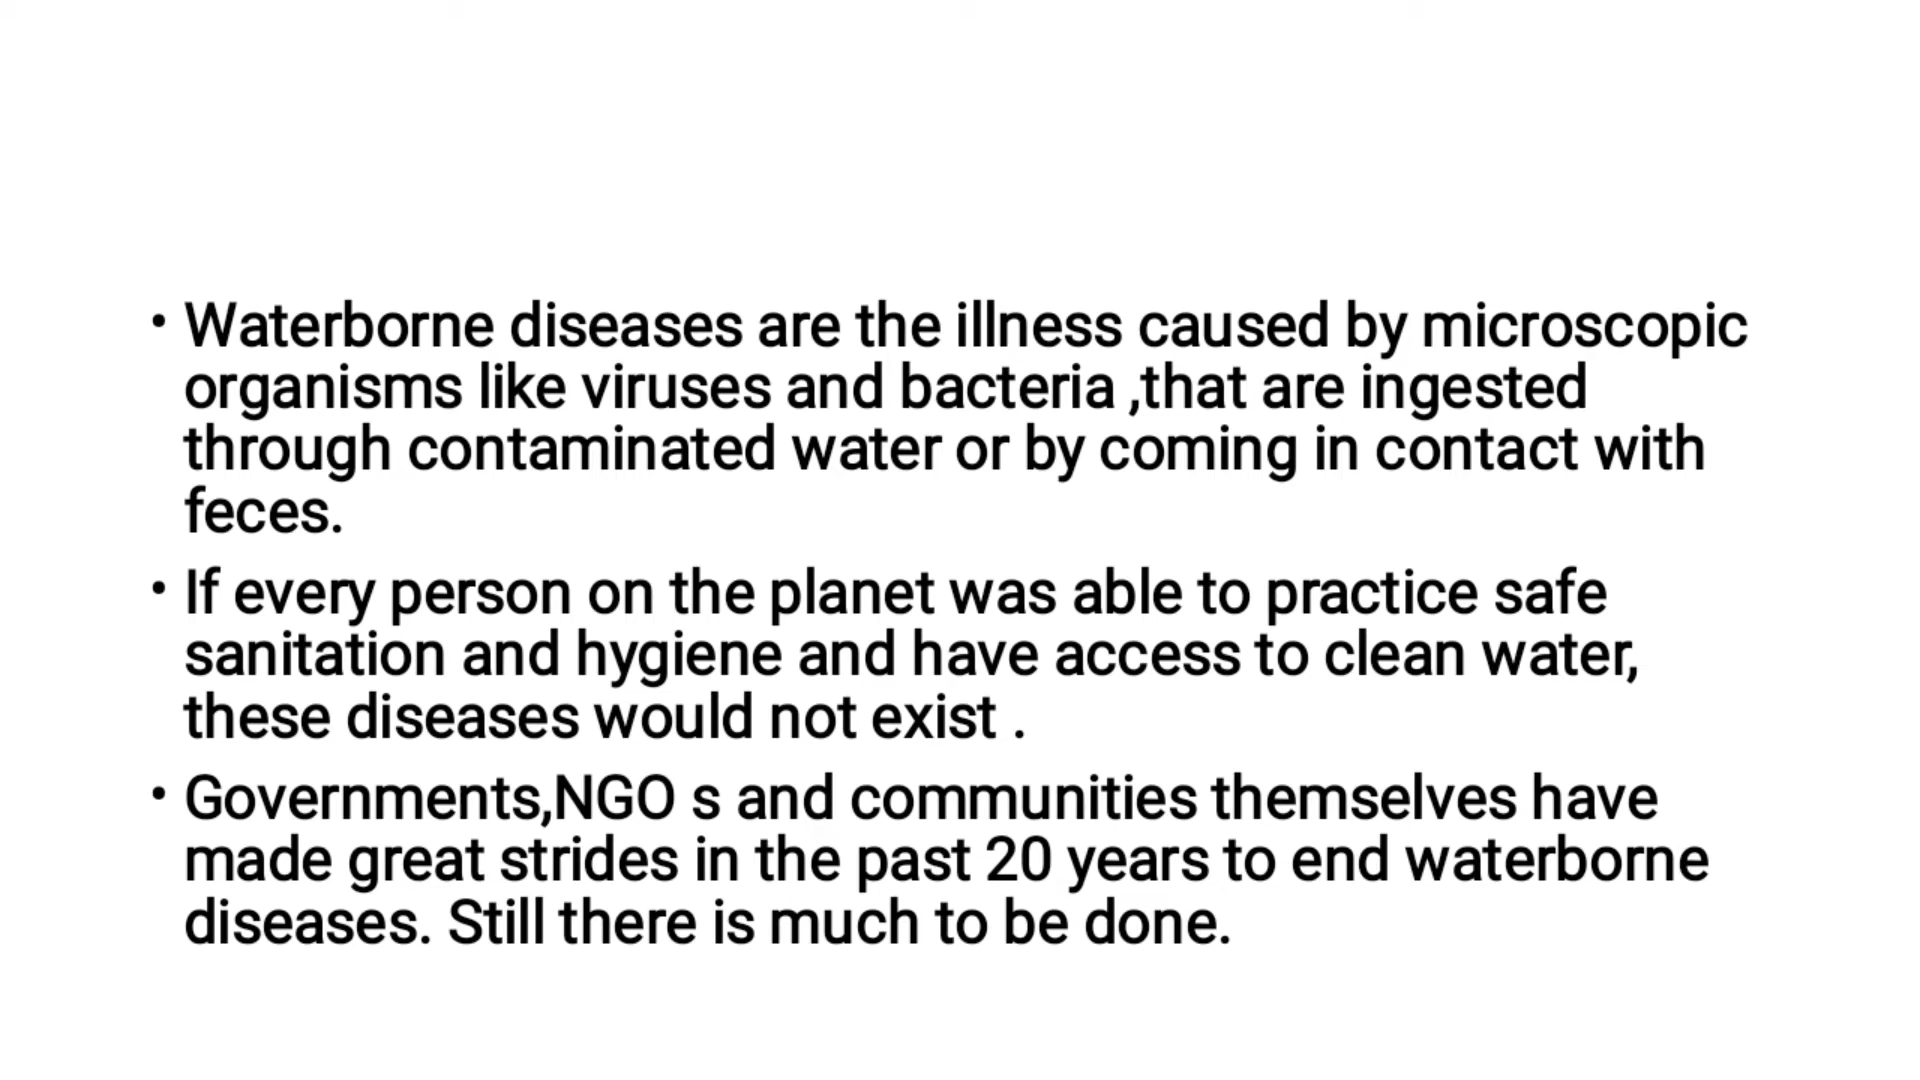 • Waterborne diseases are the illness caused by microscopic
organisms like viruses and bacteria ,that are ingested
through contaminated water or by coming in contact with
feces.
• If every person on the planet was able to practice safe
sanitation and hygiene and have access to clean water,
these diseases would not exist .
• Governments,NGO s and communities themselves have
made great strides in the past 20 years to end waterborne
diseases. Still there is much to be done.